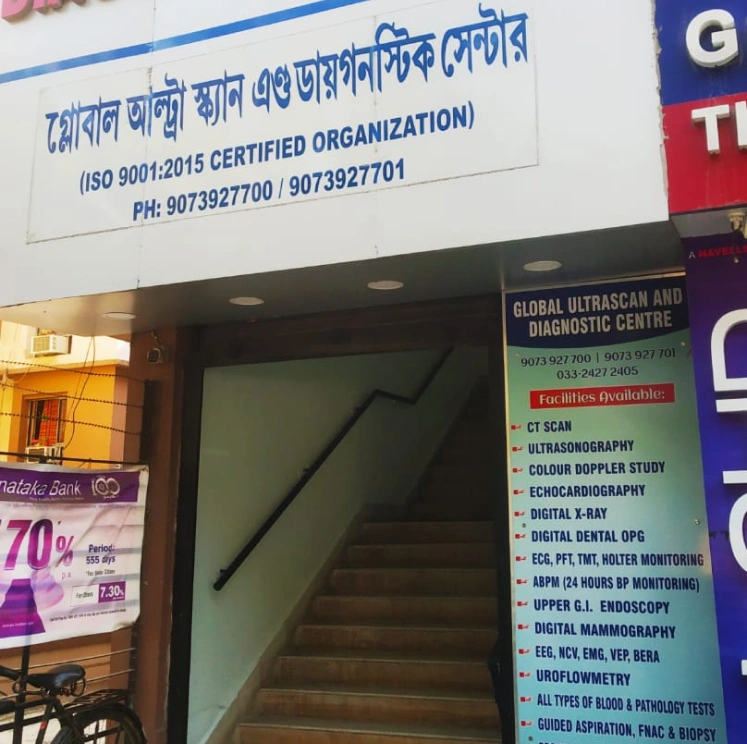 গ্লোবাল আল্ট্রা স্ক্যান এণ্ড ডায়গনস্টিক সেন্টার
(ISO 9001:2015 CERTIFIED ORGANIZATION)
PH: 9073927700 / 9073927701
G
GLOBAL ULTRASCAN AND
DIAGNOSTIC CENTRE
9073 927 700 | 9073 927 701
033-2427 2405
Facilities Available:
CT SCAN
ULTRASONOGRAPHY
COLOUR DOPPLER STUDY
ECHOCARDIOGRAPHY
DIGITAL X-RAY
DIGITAL DENTAL OPG
ECG, PFT, TMT, HOLTER MONITORING
ABPM (24 HOURS BP MONITORING)
UPPER G.I. ENDOSCOPY
DIGITAL MAMMOGRAPHY
EEG, NCV, EMG, VEP, BERA
UROFLOWMETRY
ALL TYPES OF BLOOD & PATHOLOGY TESTS
GUIDED ASPIRATION, FNAC & BIOPSY
nataka Bank 100
70%
p.a.
Period:
555 days
7.30%